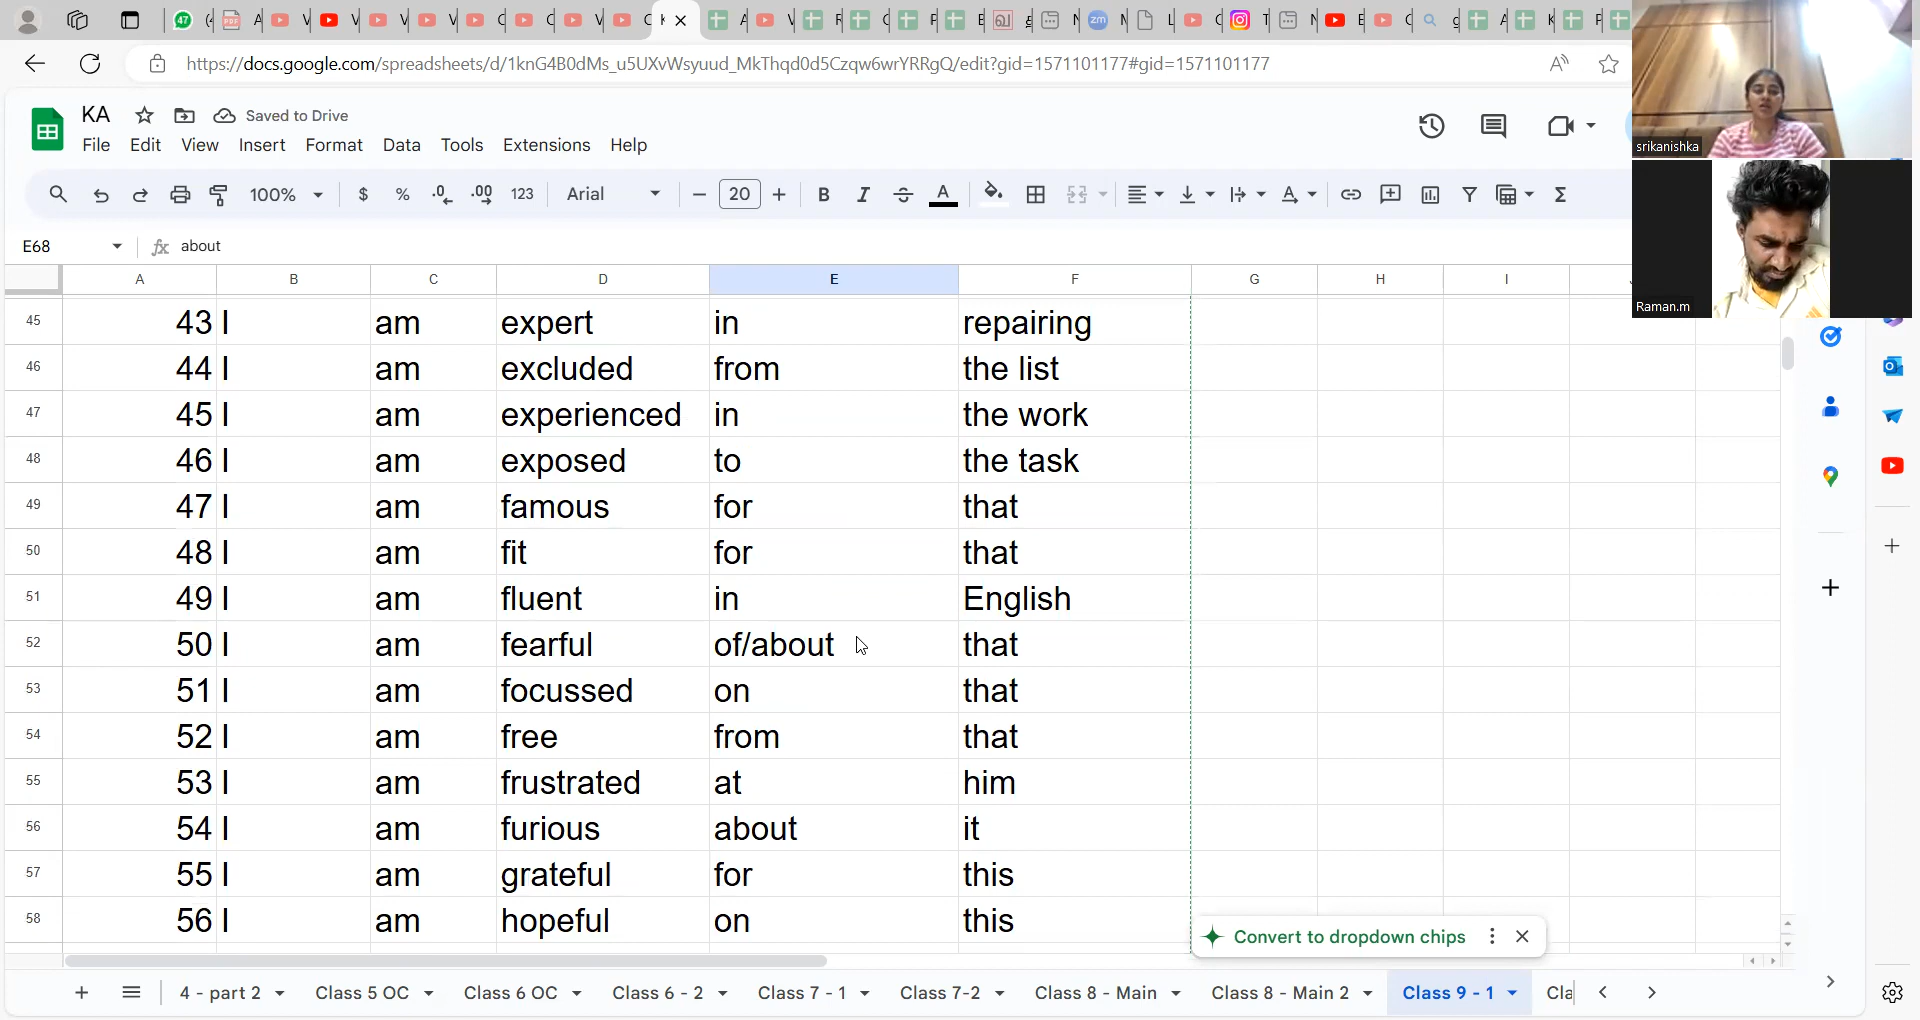 https://docs.google.com/spreadsheets/d/1knG4B0dMs_u5UXvWsyuud_MkThqd0d5Czqw6wrYRRgQ/edit?gid=1571101177#gid=1571101177
KA Saved to Drive
File Edit View Insert Format Data Tools Extensions Help
100% $ % .0 .00 123 Arial 20 B I A
E68 fx about
A B C D E F G H I
45 43 I am expert in repairing
46 44 I am excluded from the list
47 45 I am experienced in the work
48 46 I am exposed to the task
49 47 I am famous for that
50 48 I am fit for that
51 49 I am fluent in English
52 50 I am fearful of/about that
53 51 I am focussed on that
54 52 I am free from that
55 53 I am frustrated at him
56 54 I am furious about it
57 55 I am grateful for this
58 56 I am hopeful on this
Convert to dropdown chips
4 - part 2 Class 5 OC Class 6 OC Class 6 - 2 Class 7 - 1 Class 7-2 Class 8 - Main Class 8 - Main 2 Class 9 - 1 Cla
srikanishka
Raman.m